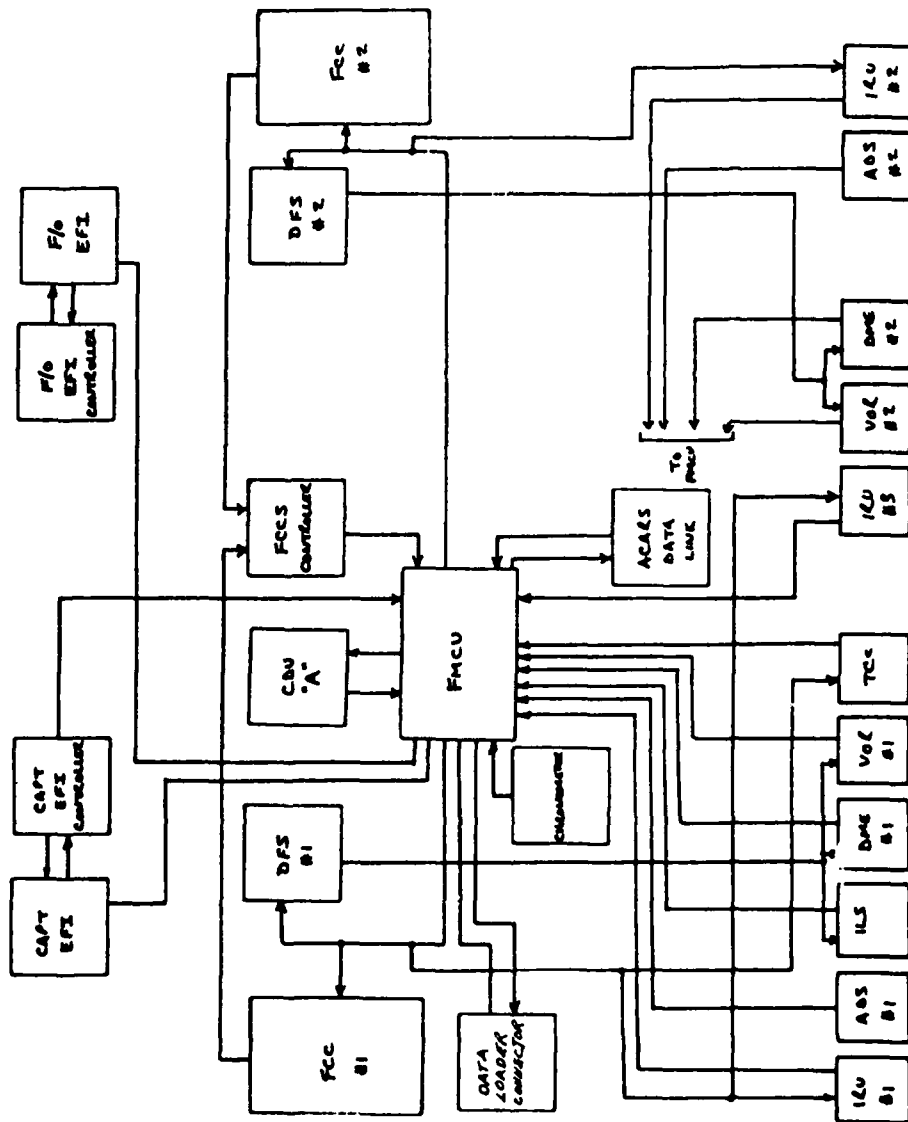 CAPT
EFI
CAPT
EFI
CONTROLLER
F/O
EFI
CONTROLLER
F/O
EFI
FCC
#1
DFS
#1
CDU
"A"
FCCS
CONTROLLER
DFS
#2
FCC
#2
DATA
LOADER
CONNECTOR
CHRONOMETER
FMCU
ACARS
DATA
LINK
TO
FMCU
IRU
#1
ADS
#1
ILS
DME
#1
VOR
#1
TCC
IRU
#3
VOR
#2
DME
#2
ADS
#2
IRU
#2